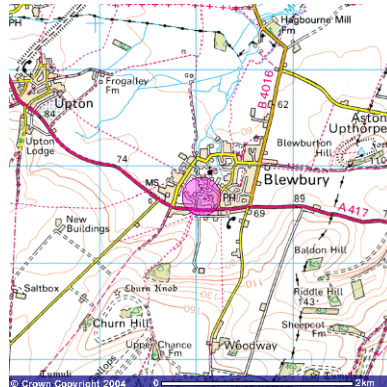 PH
Hagbourne Mill
Fm
Frogalley
Fm
Upton
B4016
62
84
Aston
Upthorpe
Upton
Lodge
Blewburton
Hill
74
MS
Blewbury
PH
69
89
A 417
New
Buildings
Baldon Hill
Saltbox
Churn Knob
Riddle Hill
143
Churn Hill
Sheepcot
Fm
Upper Chance
Fm
Woodway
Tumuli
© Crown Copyright 2004
0
2km